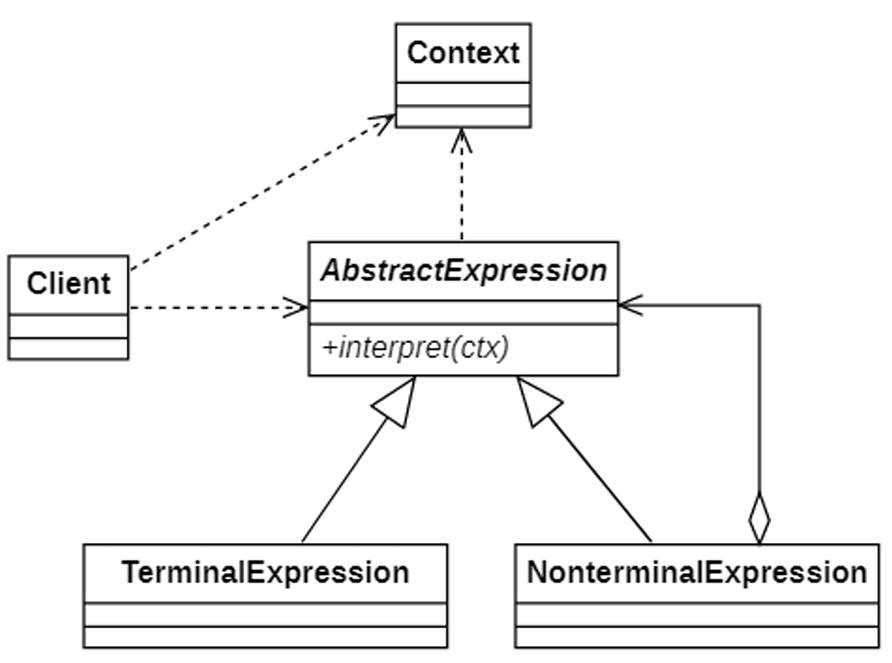 Context
Client
AbstractExpression
+interpret(ctx)
TerminalExpression
NonterminalExpression